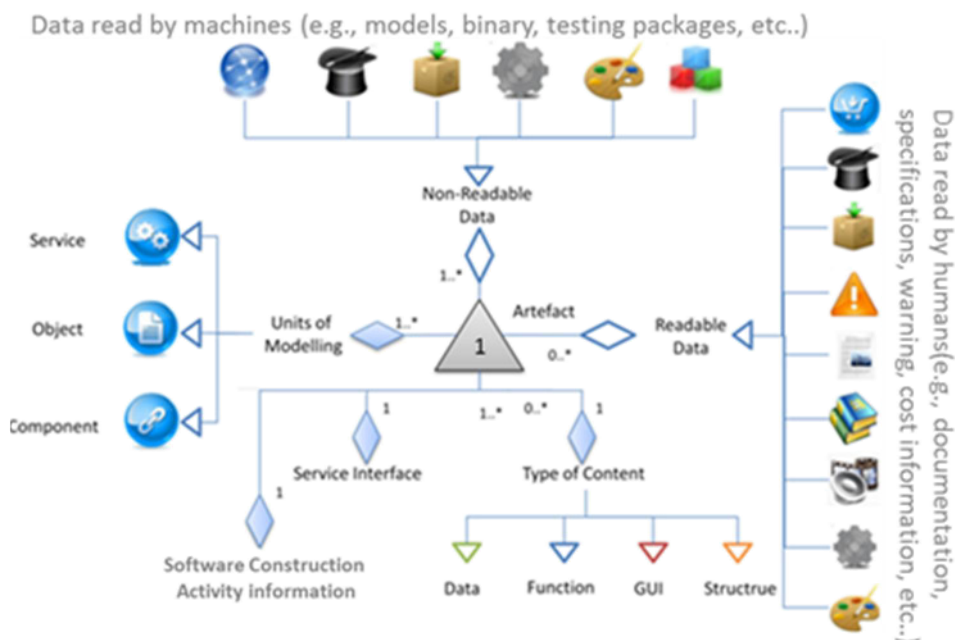 Data read by machines (e.g., models, binary, testing packages, etc..)
Non-Readable
Data
1..*
Service
Object
Component
Units of
Modelling
1..*
Artefact
1
0..*
Readable
Data
Data read by humans(e.g., documentation,
specifications, warning, cost information, etc..)
1
1..*
0..*
1
Service Interface
Type of Content
1
Software Construction
Activity information
Data
Function
GUI
Structrue